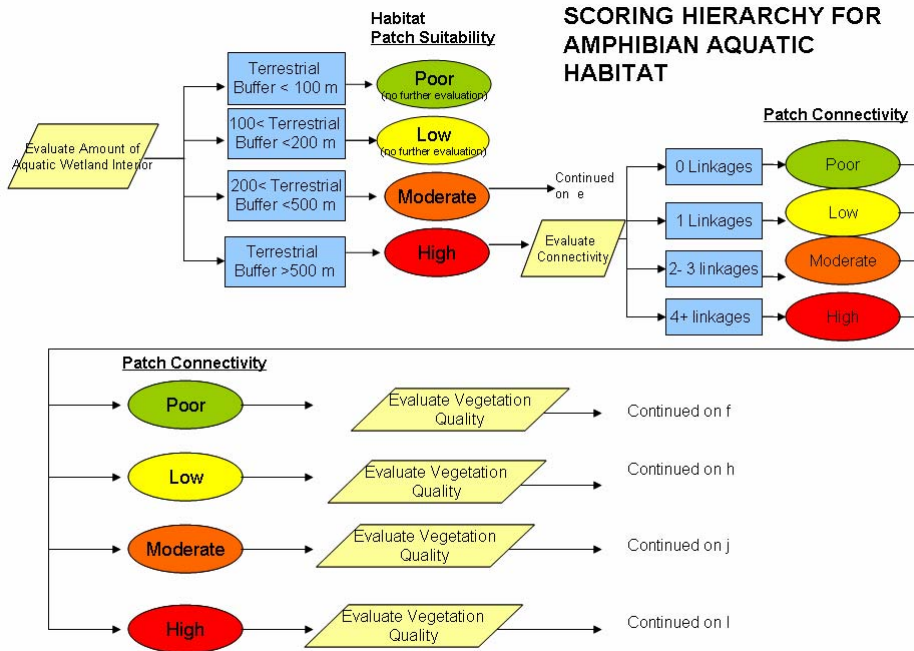 SCORING HIERARCHY FOR
AMPHIBIAN AQUATIC
HABITAT
Habitat
Patch Suitability
Evaluate Amount of
Aquatic Wetland Interior
Terrestrial
Buffer < 100 m
Poor
(no further evaluation)
100< Terrestrial
Buffer <200 m
Low
(no further evaluation)
200< Terrestrial
Buffer <500 m
Moderate
Continued
on e
Terrestrial
Buffer >500 m
High
Evaluate
Connectivity
Patch Connectivity
0 Linkages
Poor
1 Linkages
Low
2- 3 linkages
Moderate
4+ linkages
High
Patch Connectivity
Poor
Evaluate Vegetation
Quality
Continued on f
Low
Evaluate Vegetation
Quality
Continued on h
Moderate
Evaluate Vegetation
Quality
Continued on j
High
Evaluate Vegetation
Quality
Continued on l